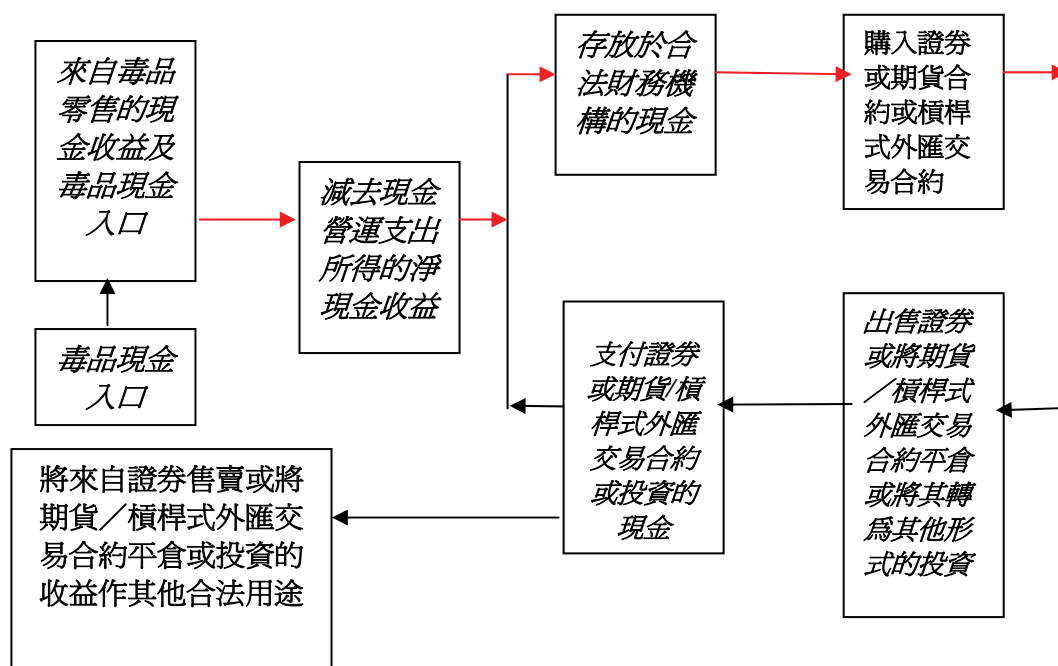 來自毒品
零售的現
金收益及
毒品現金
入口
毒品現金
入口
減去現金
營運支出
所得的淨
現金收益
存放於合
法財務機
構的現金
購入證券
或期貨合
約或槓桿
式外匯交
易合約
出售證券
或將期貨
／槓桿式
外匯交易
合約平倉
或將其轉
爲其他形
式的投資
支付證券
或期貨/槓
桿式外匯
交易合約
或投資的
現金
將來自證券售賣或將
期貨／槓桿式外匯交
易合約平倉或投資的
收益作其他合法用途